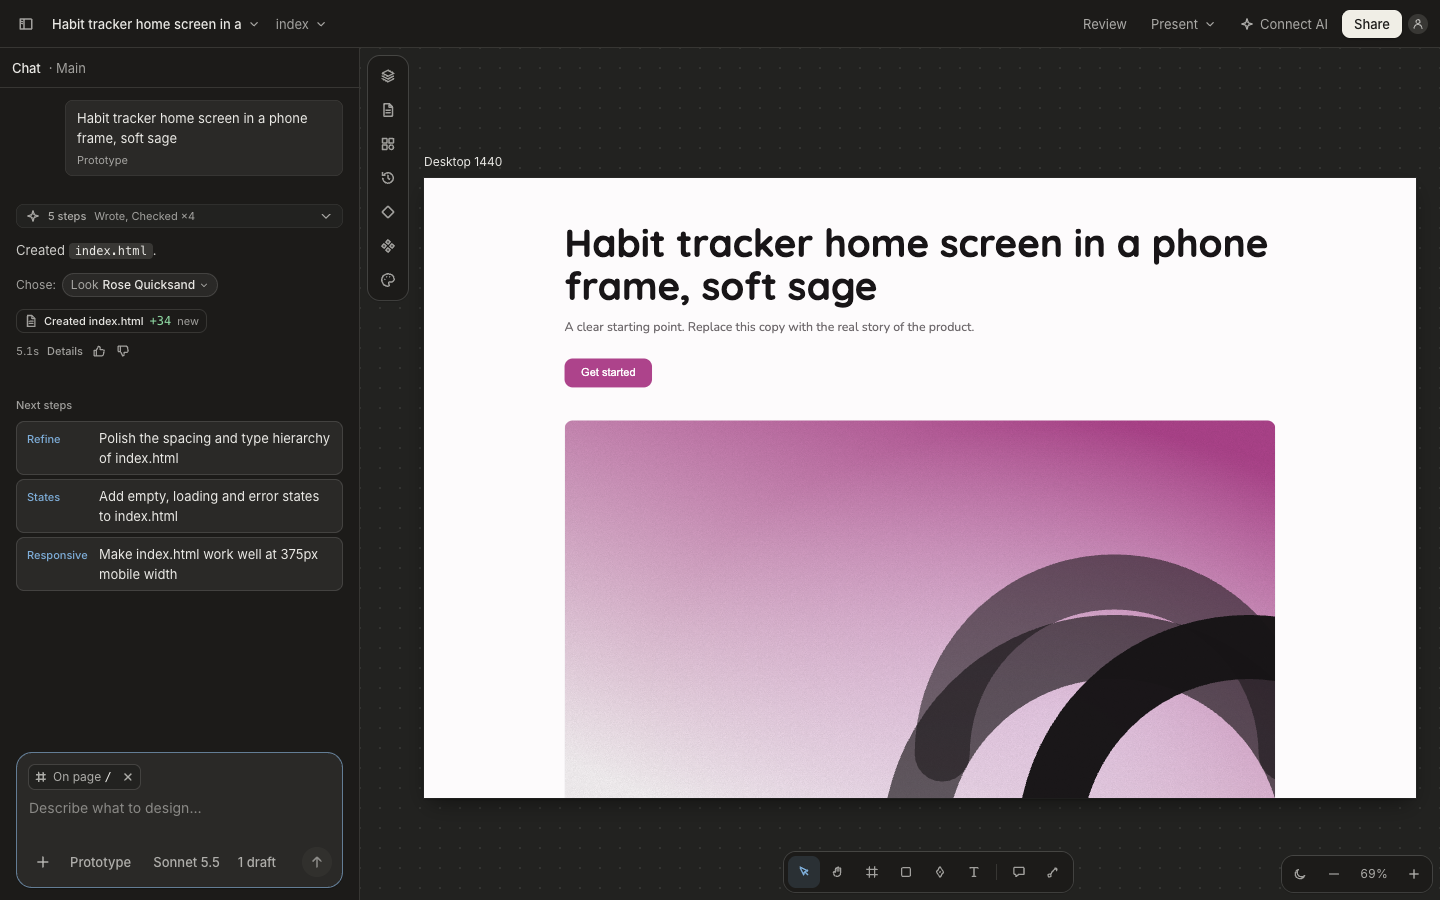 Habit tracker home screen in a
index
Review
Present
Connect AI
Share
Chat · Main
Habit tracker home screen in a phone
frame, soft sage
Prototype
5 steps Wrote, Checked ×4
Created index.html.
Chose: Look Rose Quicksand
Created index.html +34 new
5.1s Details
Next steps
Refine Polish the spacing and type hierarchy
of index.html
States Add empty, loading and error states
to index.html
Responsive Make index.html work well at 375px
mobile width
On page /
Describe what to design...
Prototype Sonnet 5.5 1 draft
Desktop 1440
Habit tracker home screen in a phone
frame, soft sage
A clear starting point. Replace this copy with the real story of the product.
Get started
69%